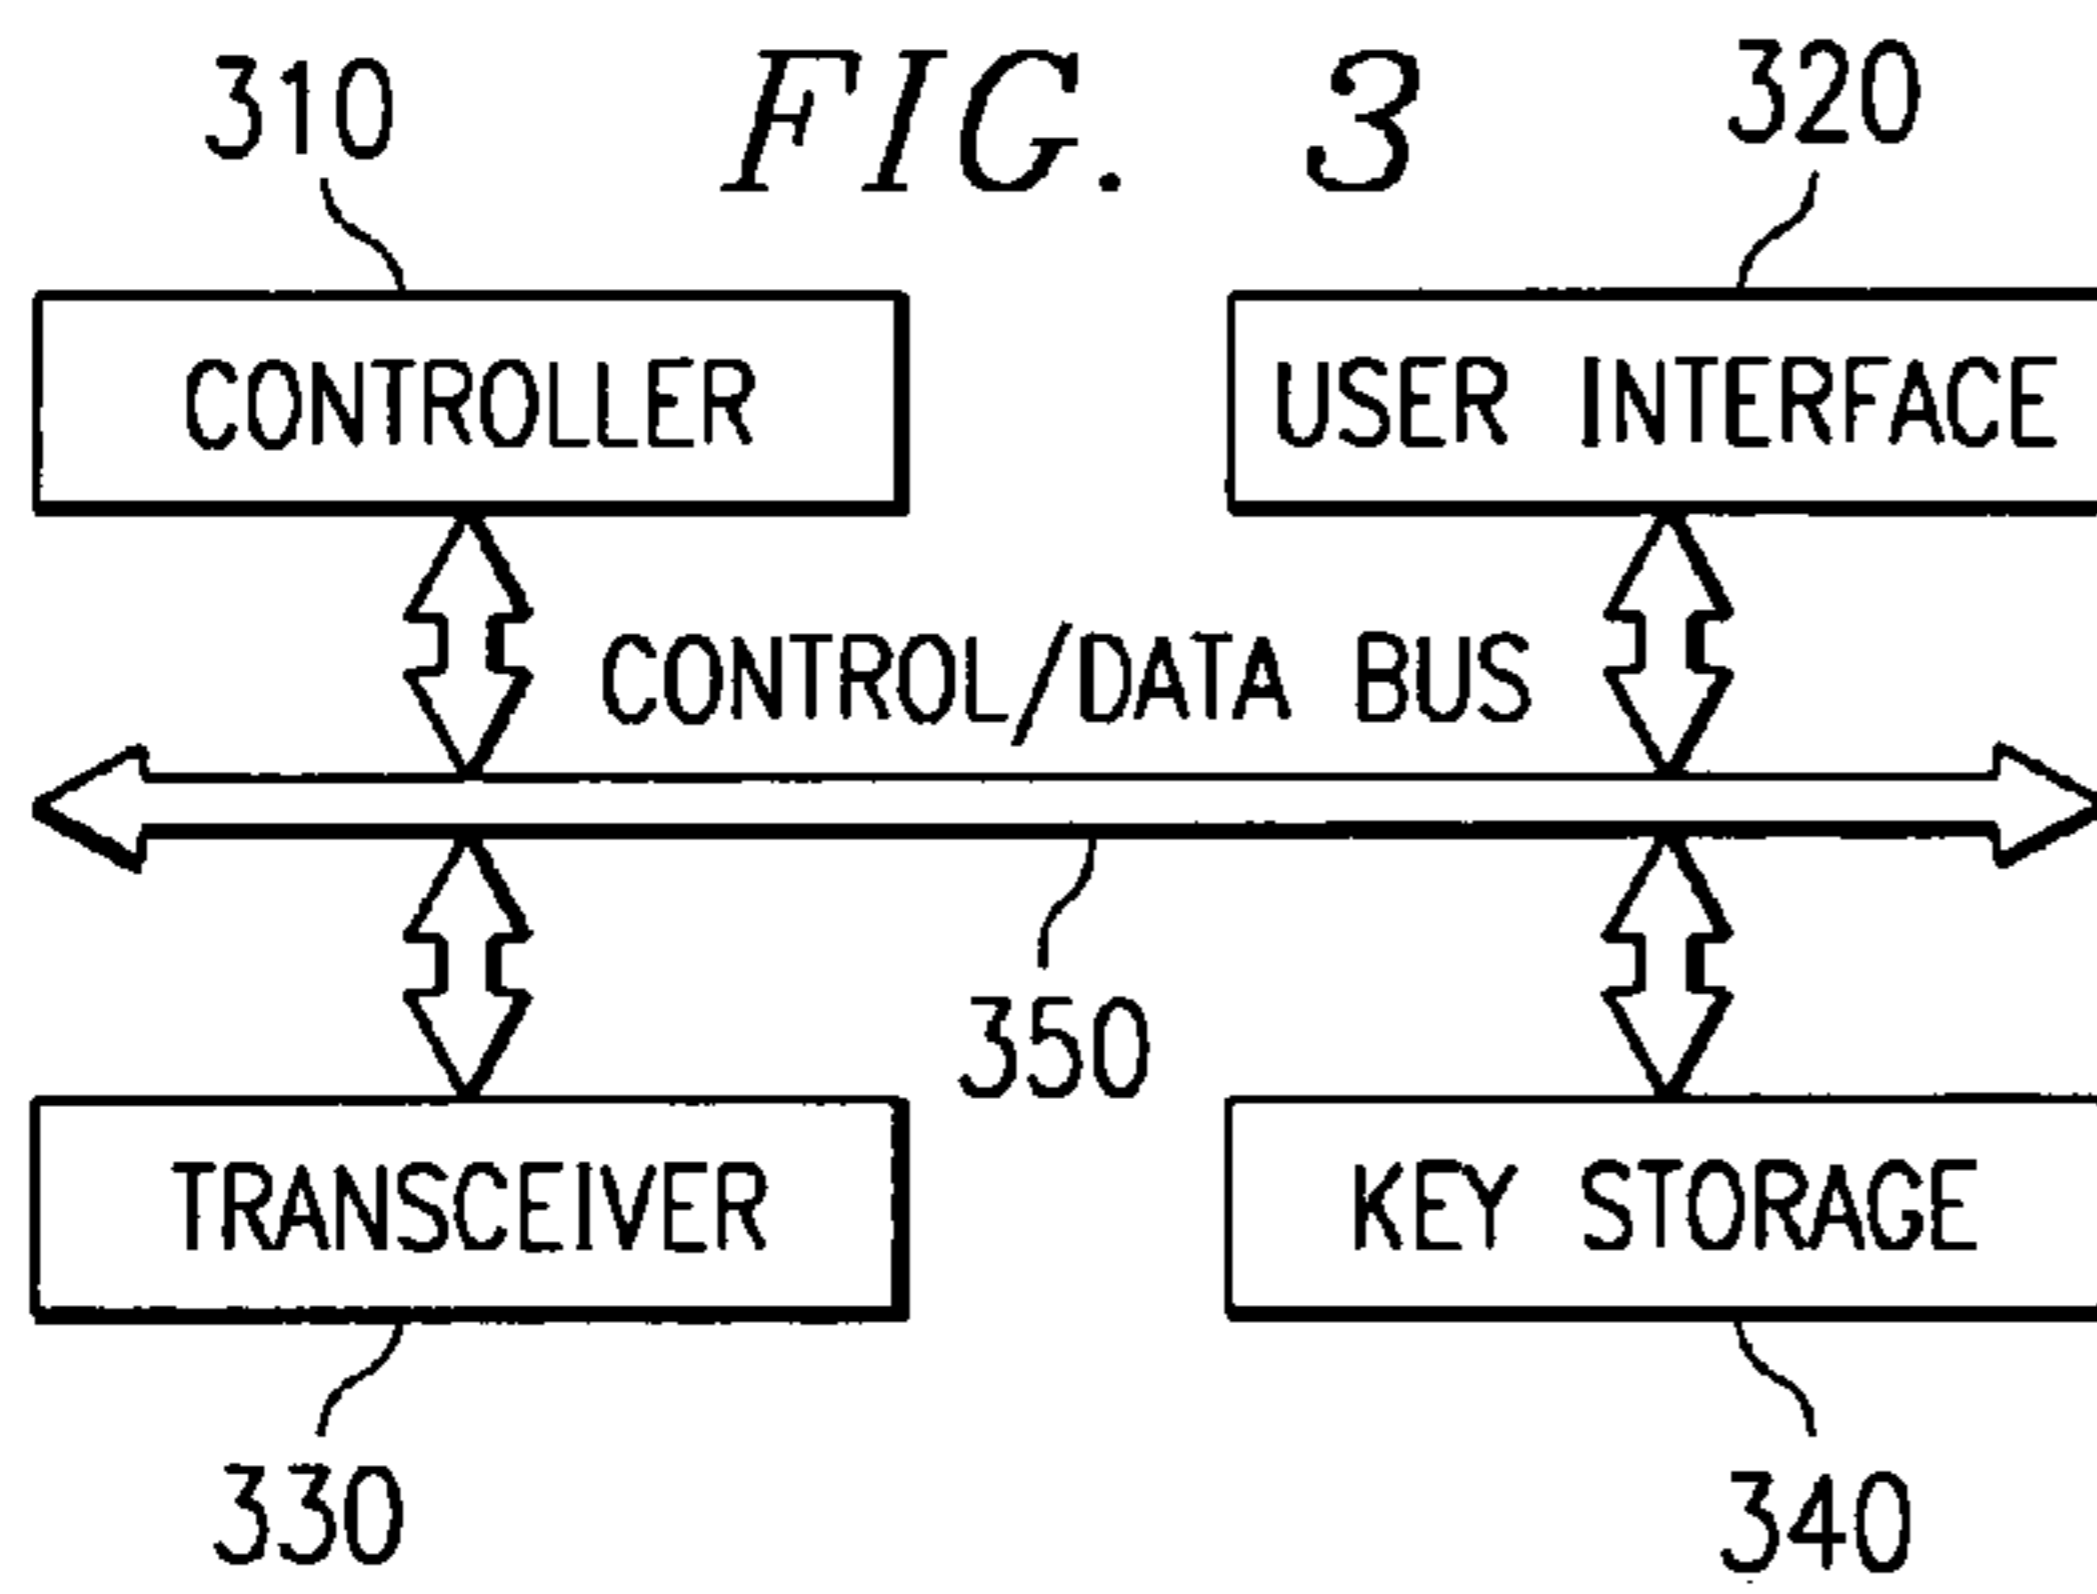 FIG. 3
310
320
CONTROLLER
USER INTERFACE
CONTROL/DATA BUS
350
TRANSCEIVER
KEY STORAGE
330
340